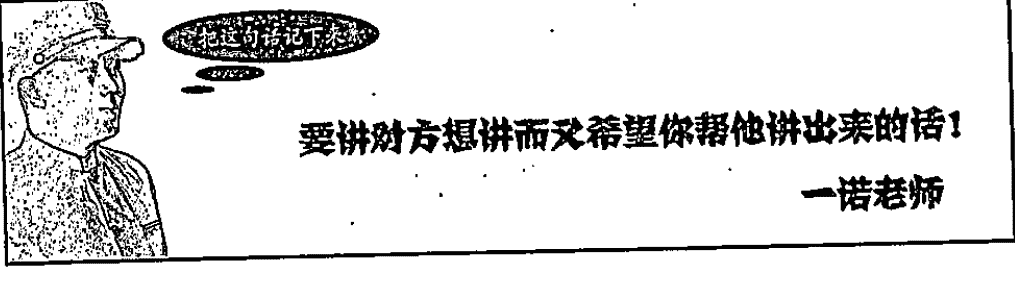 把这句话记下来
要讲对方想讲而又希望你帮他讲出来的话！
一诺老师